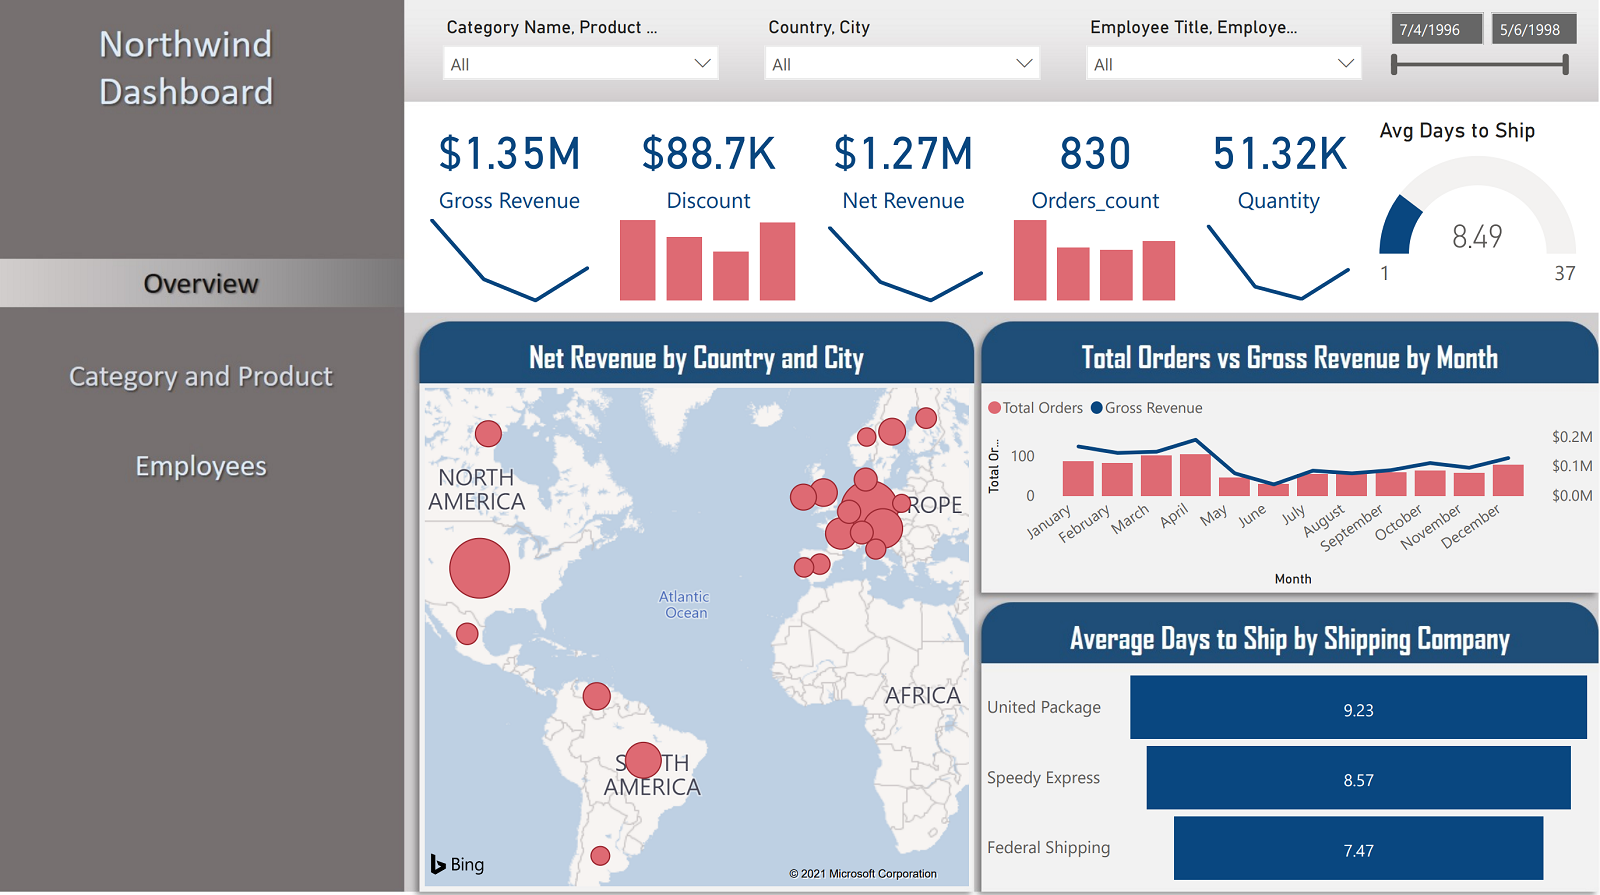 Northwind
Dashboard
Overview
Category and Product
Employees
Category Name, Product ...
All
Country, City
All
Employee Title, Employe...
All
7/4/1996
5/6/1998
$1.35M
Gross Revenue
$88.7K
Discount
$1.27M
Net Revenue
830
Orders_count
51.32K
Quantity
Avg Days to Ship
8.49
1
37
Net Revenue by Country and City
NORTH
AMERICA
ROPE
Atlantic
Ocean
AFRICA
S TH
AMERICA
Bing
© 2021 Microsoft Corporation
Total Orders vs Gross Revenue by Month
Total Orders
Gross Revenue
Total Or...
100
0
$0.2M
$0.1M
$0.0M
January
February
March
April
May
June
July
August
September
October
November
December
Month
Average Days to Ship by Shipping Company
United Package
9.23
Speedy Express
8.57
Federal Shipping
7.47